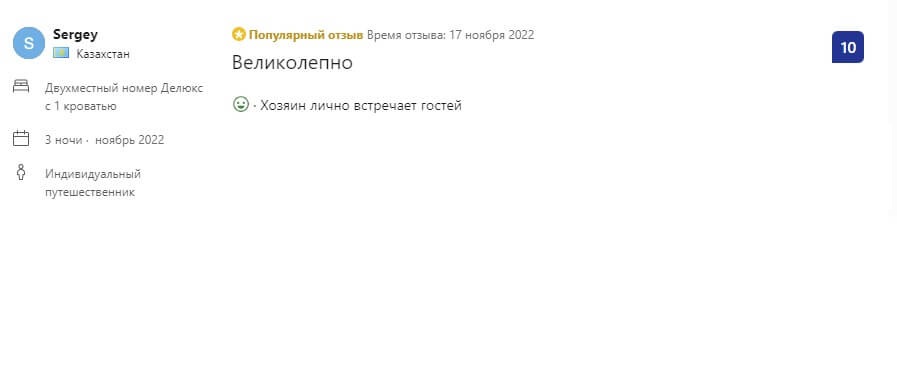 S
Sergey
Казахстан
Двухместный номер Делюкс
с 1 кроватью
3 ночи · ноябрь 2022
Индивидуальный
путешественник
Популярный отзыв Время отзыва: 17 ноября 2022
Великолепно
· Хозяин лично встречает гостей
10